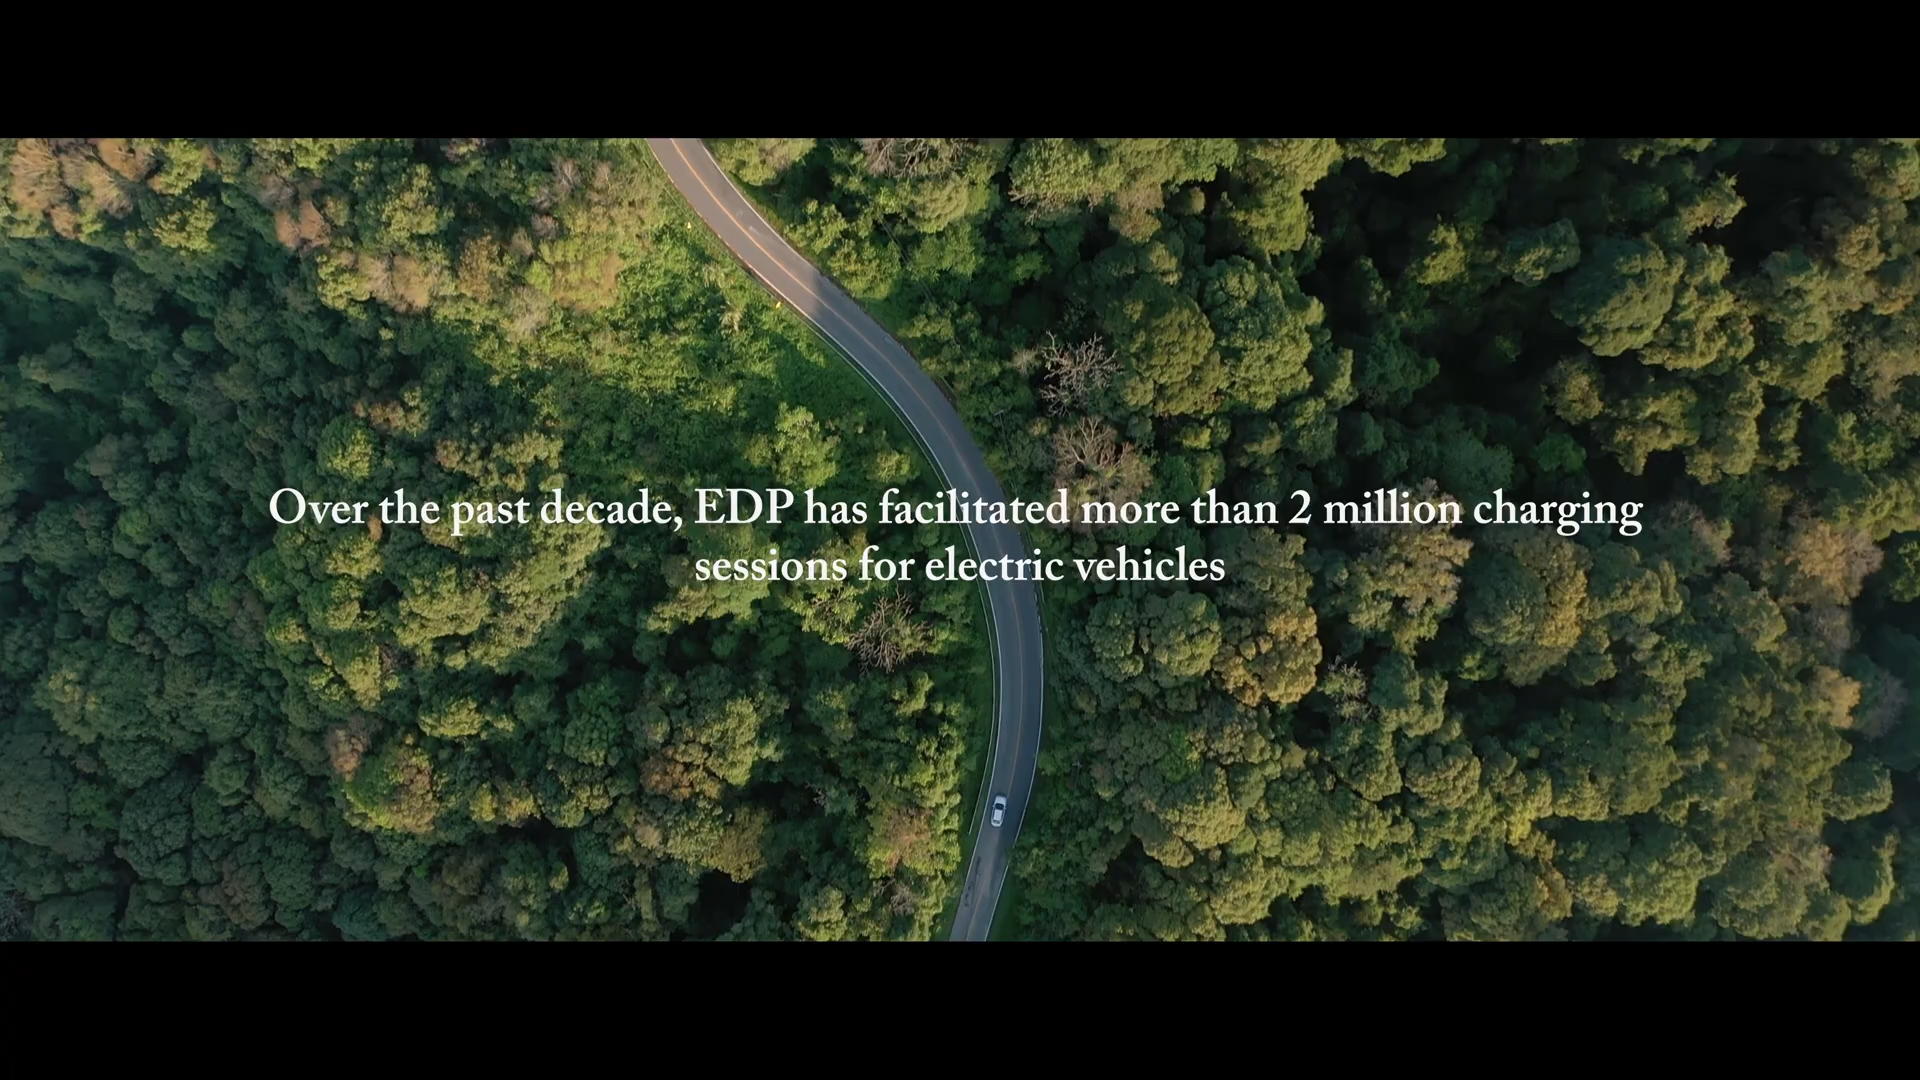 Over the past decade, EDP has facilitated more than 2 million charging
sessions for electric vehicles